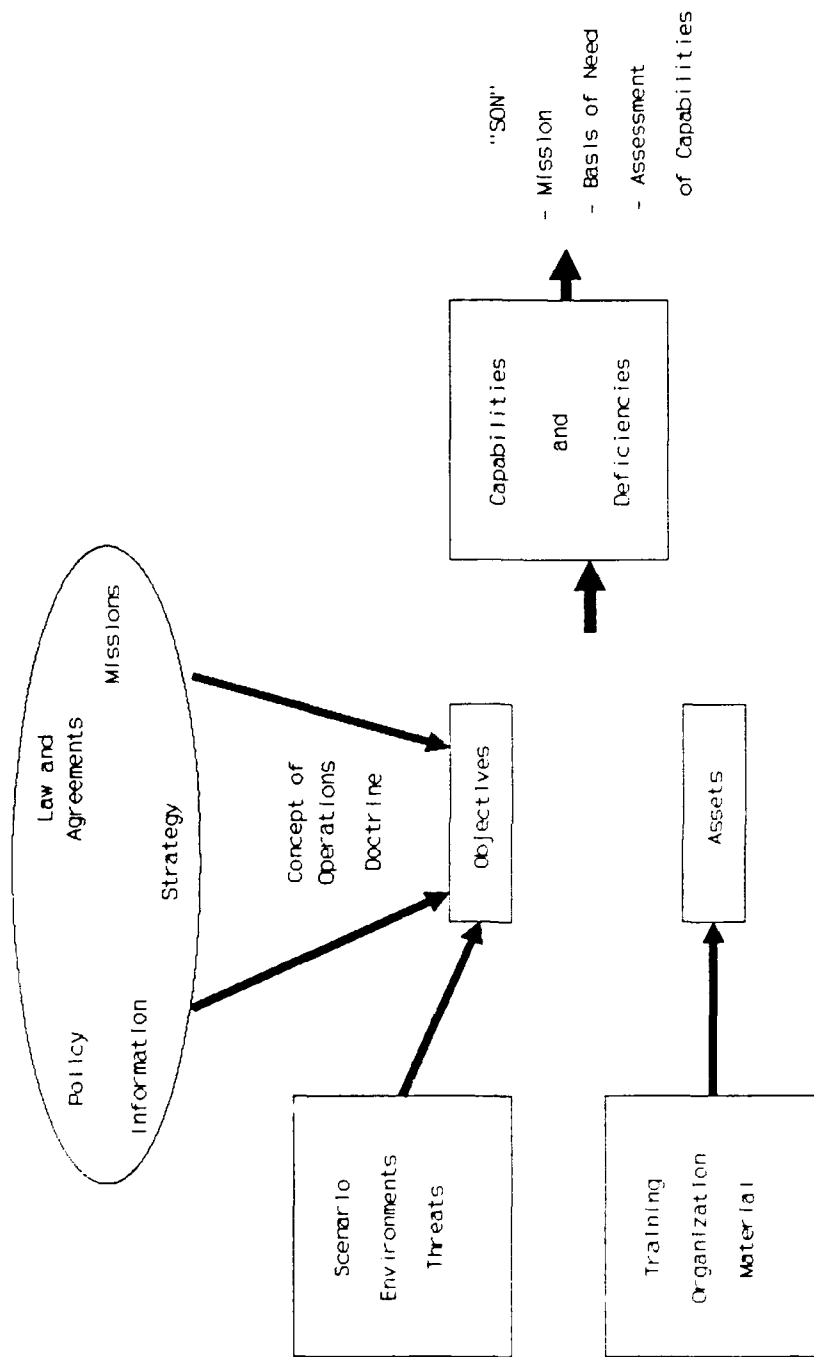 Policy
Information
Law and
Agreements
Strategy
Missions
Concept of
Operations
Doctrine
Scenario
Environments
Threats
Objectives
Training
Organization
Material
Assets
Capabilities
and
Deficiencies
"SON"
- Mission
- Basis of Need
- Assessment
of Capabilities